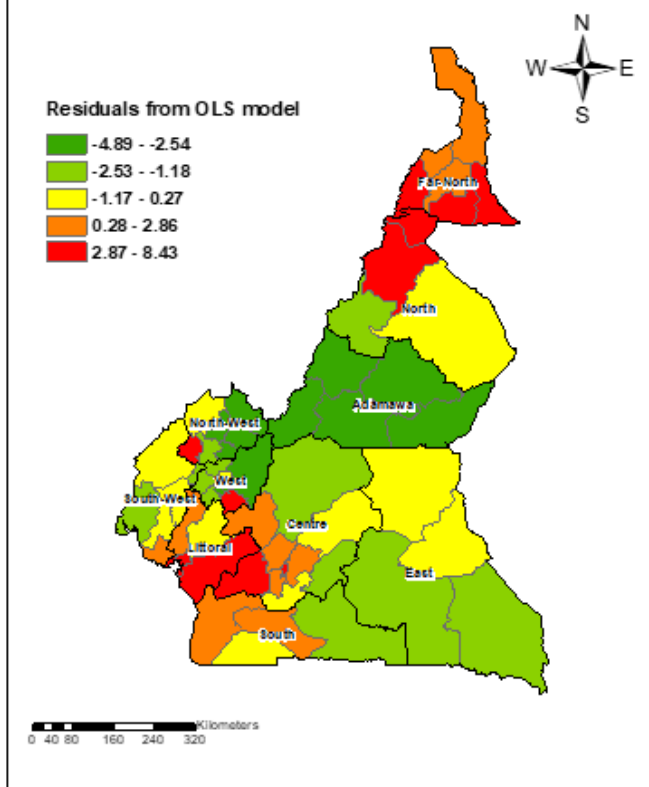 N
W E
S
Residuals from OLS model
-4.89 - -2.54
-2.53 - -1.18
-1.17 - 0.27
0.28 - 2.86
2.87 - 8.43
Far-North
North
Adamawa
North-West
West
South-West
Centre
Littoral
East
South
Kilometers
0 40 80 160 240 320